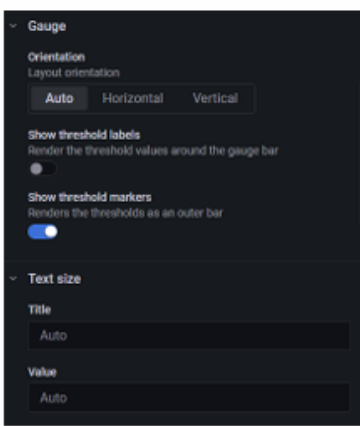 Gauge
Orientation
Layout orientation
Auto Horizontal Vertical
Show threshold labels
Render the threshold values around the gauge bar
Show threshold markers
Renders the thresholds as an outer bar
Text size
Title
Auto
Value
Auto